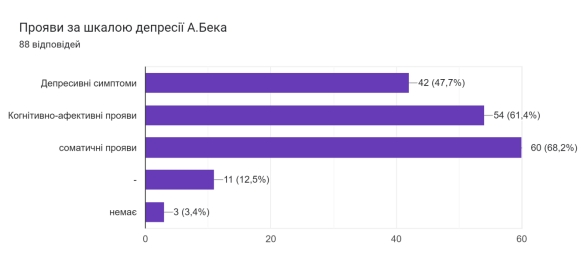 Прояви за шкалою депресії А.Бека
88 відповідей
Депресивні симптоми 42 (47,7%)
Когнітивно-афективні прояви 54 (61,4%)
соматичні прояви 60 (68,2%)
- 11 (12,5%)
немає 3 (3,4%)
0 20 40 60